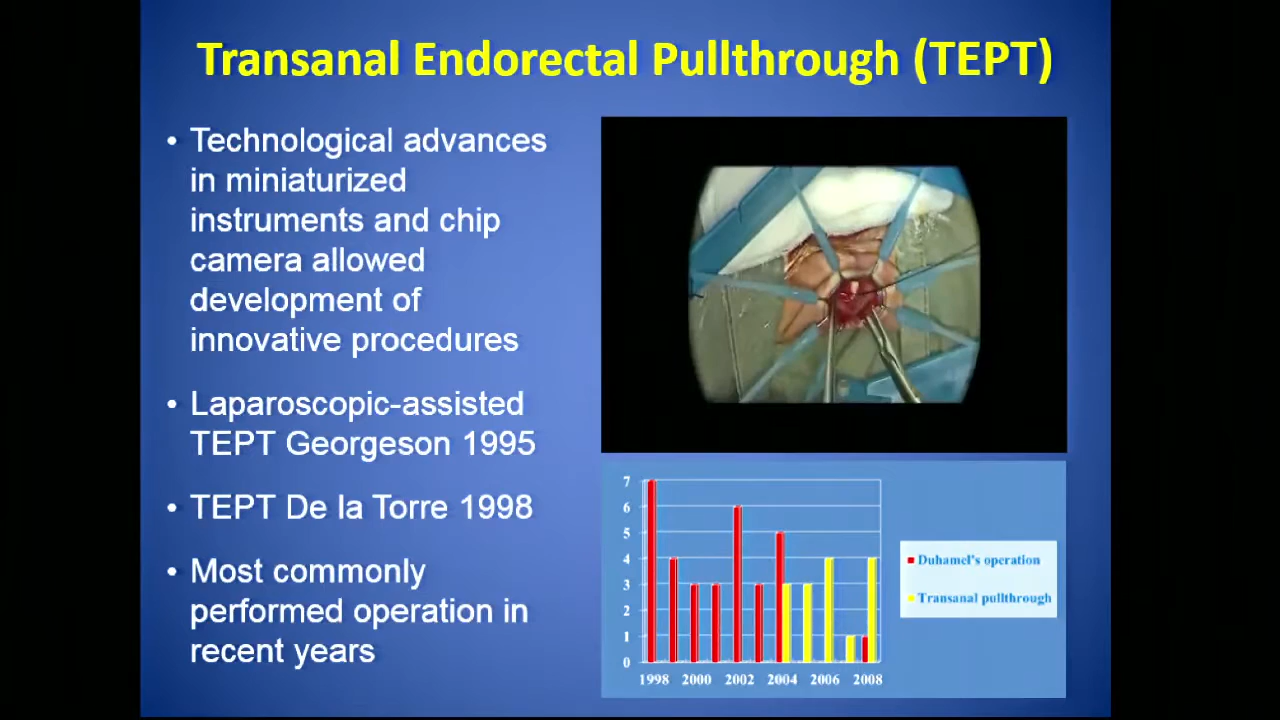 Transanal Endorectal Pullthrough (TEPT)
• Technological advances
in miniaturized
instruments and chip
camera allowed
development of
innovative procedures
• Laparoscopic-assisted
TEPT Georgeson 1995
• TEPT De la Torre 1998
• Most commonly
performed operation in
recent years
7
6
5
4
3
2
1
0
1998 2000 2002 2004 2006 2008
Duhamel's operation
Transanal pullthrough